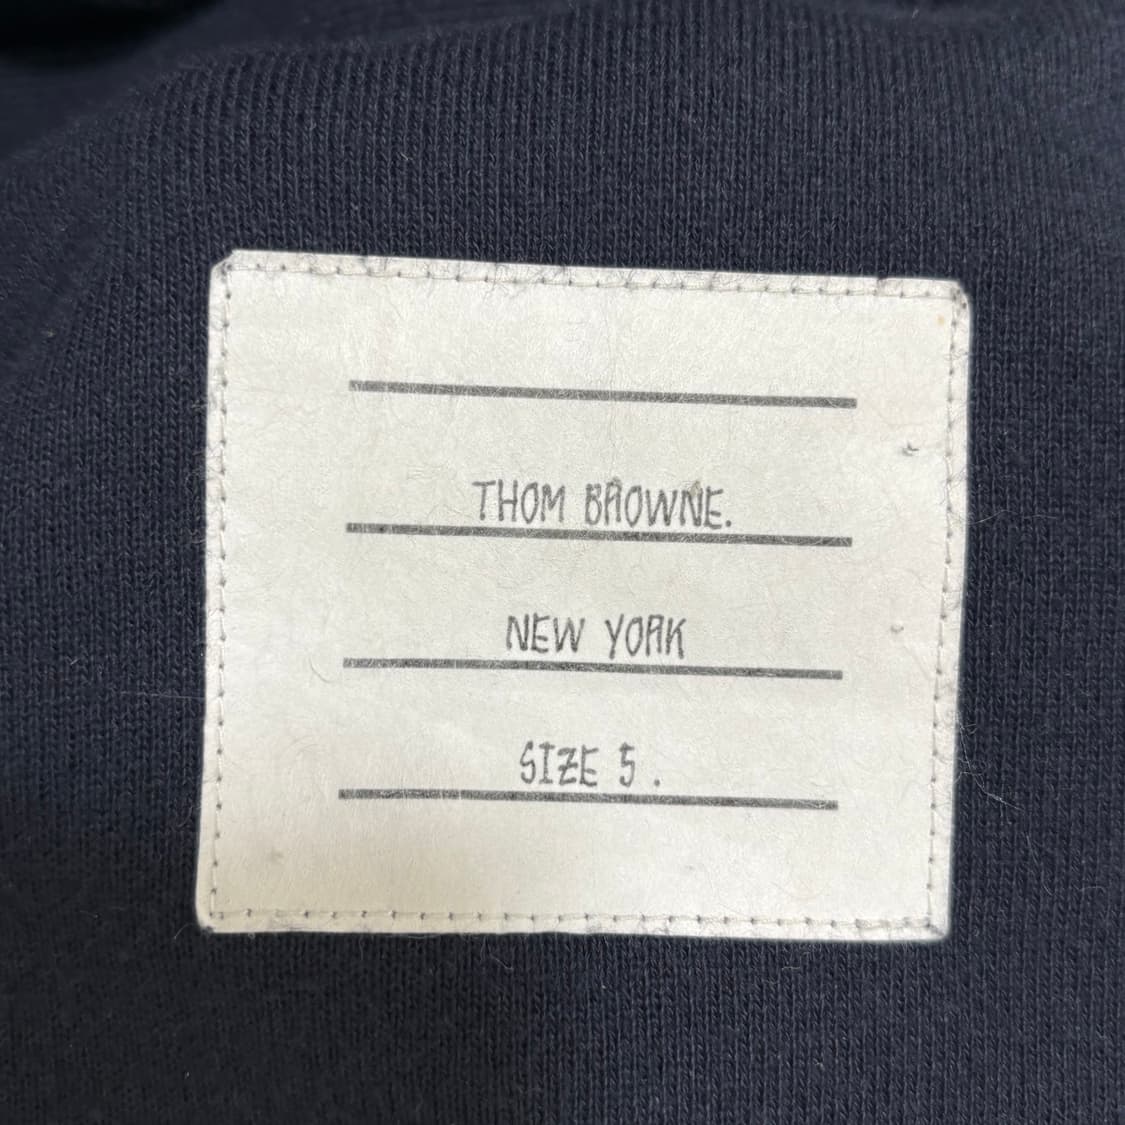 THOM BROWNE.
NEW YORK
SIZE 5 .